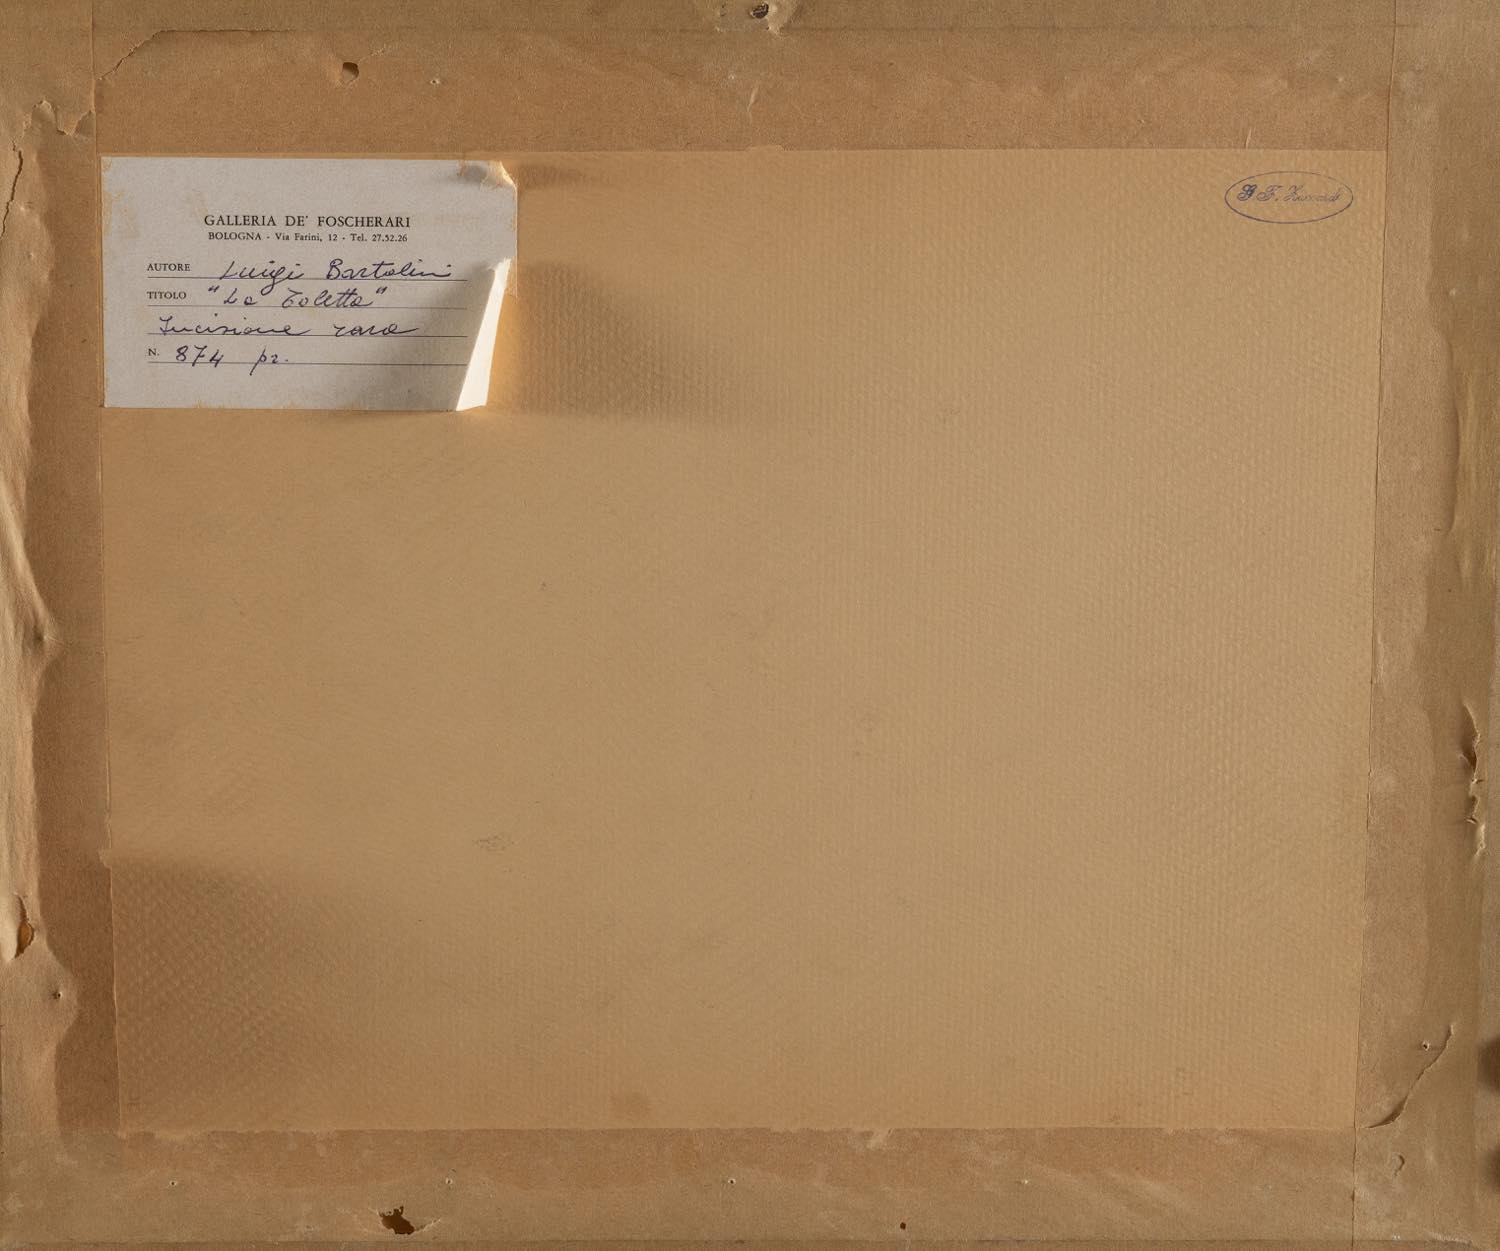 GALLERIA DE' FOSCHERARI
BOLOGNA - Via Farini, 12 - Tel. 27.52.26
AUTORE Luigi Bartolini
TITOLO "La Toletta"
Incisione rara
N. 874 pr.
F.